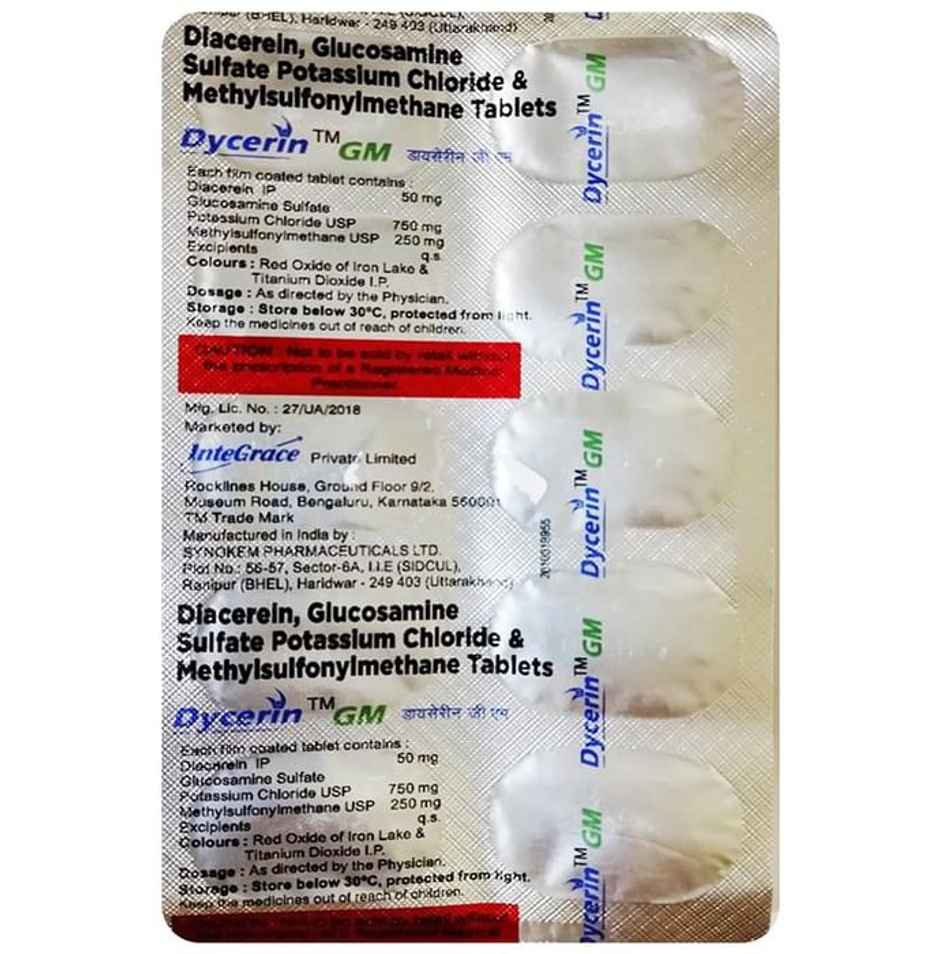 (BHEL), Haridwar - 249 403 (Uttarakhand)
Diacerein, Glucosamine
Sulfate Potassium Chloride &
Methylsulfonylmethane Tablets
Dycerin™ GM डायसेरीन जी एम
Each film coated tablet contains :
Diacerein IP 50 mg
Glucosamine Sulfate
Potassium Chloride USP 750 mg
Methylsulfonylmethane USP 250 mg
Excipients q.s.
Colours : Red Oxide of Iron Lake &
Titanium Dioxide I.P.
Dosage : As directed by the Physician.
Storage : Store below 30°C, protected from light.
Keep the medicines out of reach of children.
CAUTION : Not to be sold by retail without
the prescription of a Registered Medical
Practitioner.
Mfg. Lic. No. : 27/UA/2018
Marketed by:
InteGrace Private Limited
Rocklines House, Ground Floor 9/2,
Museum Road, Bengaluru, Karnataka 560001
TM Trade Mark
Manufactured in India by :
SYNOKEM PHARMACEUTICALS LTD.
Plot No.: 56-57, Sector-6A, I.I.E (SIDCUL),
Ranipur (BHEL), Haridwar - 249 403 (Uttarakhand)
Diacerein, Glucosamine
Sulfate Potassium Chloride &
Methylsulfonylmethane Tablets
Dycerin™ GM डायसेरीन जी एम
Each film coated tablet contains :
Diacerein IP 50 mg
Glucosamine Sulfate
Potassium Chloride USP 750 mg
Methylsulfonylmethane USP 250 mg
Excipients q.s.
Colours : Red Oxide of Iron Lake &
Titanium Dioxide I.P.
Dosage : As directed by the Physician.
Storage : Store below 30°C, protected from light.
Keep the medicines out of reach of children.
Dycerin™ GM
Dycerin™ GM
Dycerin™ GM
Dycerin™ GM
Dycerin™ GM